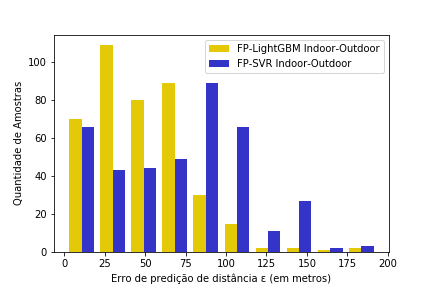 FP-LightGBM Indoor-Outdoor
FP-SVR Indoor-Outdoor
Quantidade de Amostras
100
80
60
40
20
0
0 25 50 75 100 125 150 175 200
Erro de predição de distância ε (em metros)